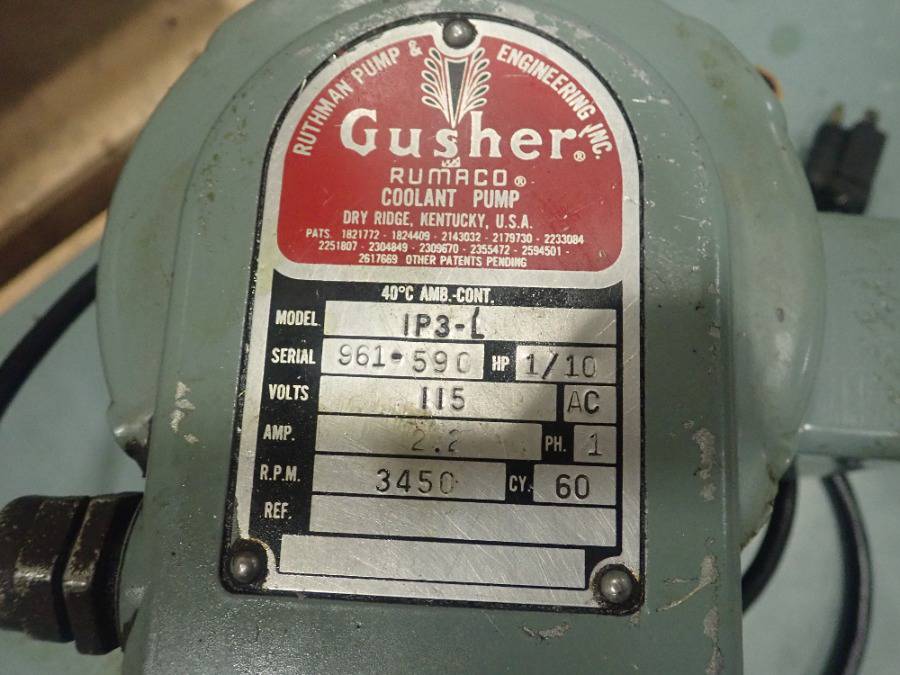 RUTHMAN PUMP & ENGINEERING INC.
Gusher®
RUMACO®
COOLANT PUMP
DRY RIDGE, KENTUCKY, U.S.A.
PATS. 1821772 - 1824409 - 2143032 - 2179730 - 2233084
2251807 - 2304849 - 2309670 - 2355472 - 2594501 -
2617669 OTHER PATENTS PENDING
40°C AMB.-CONT.
MODEL 1P3-L
SERIAL 961-590 HP 1/10
VOLTS 115 AC
AMP. 2.2 PH. 1
R.P.M. 3450 CY. 60
REF.